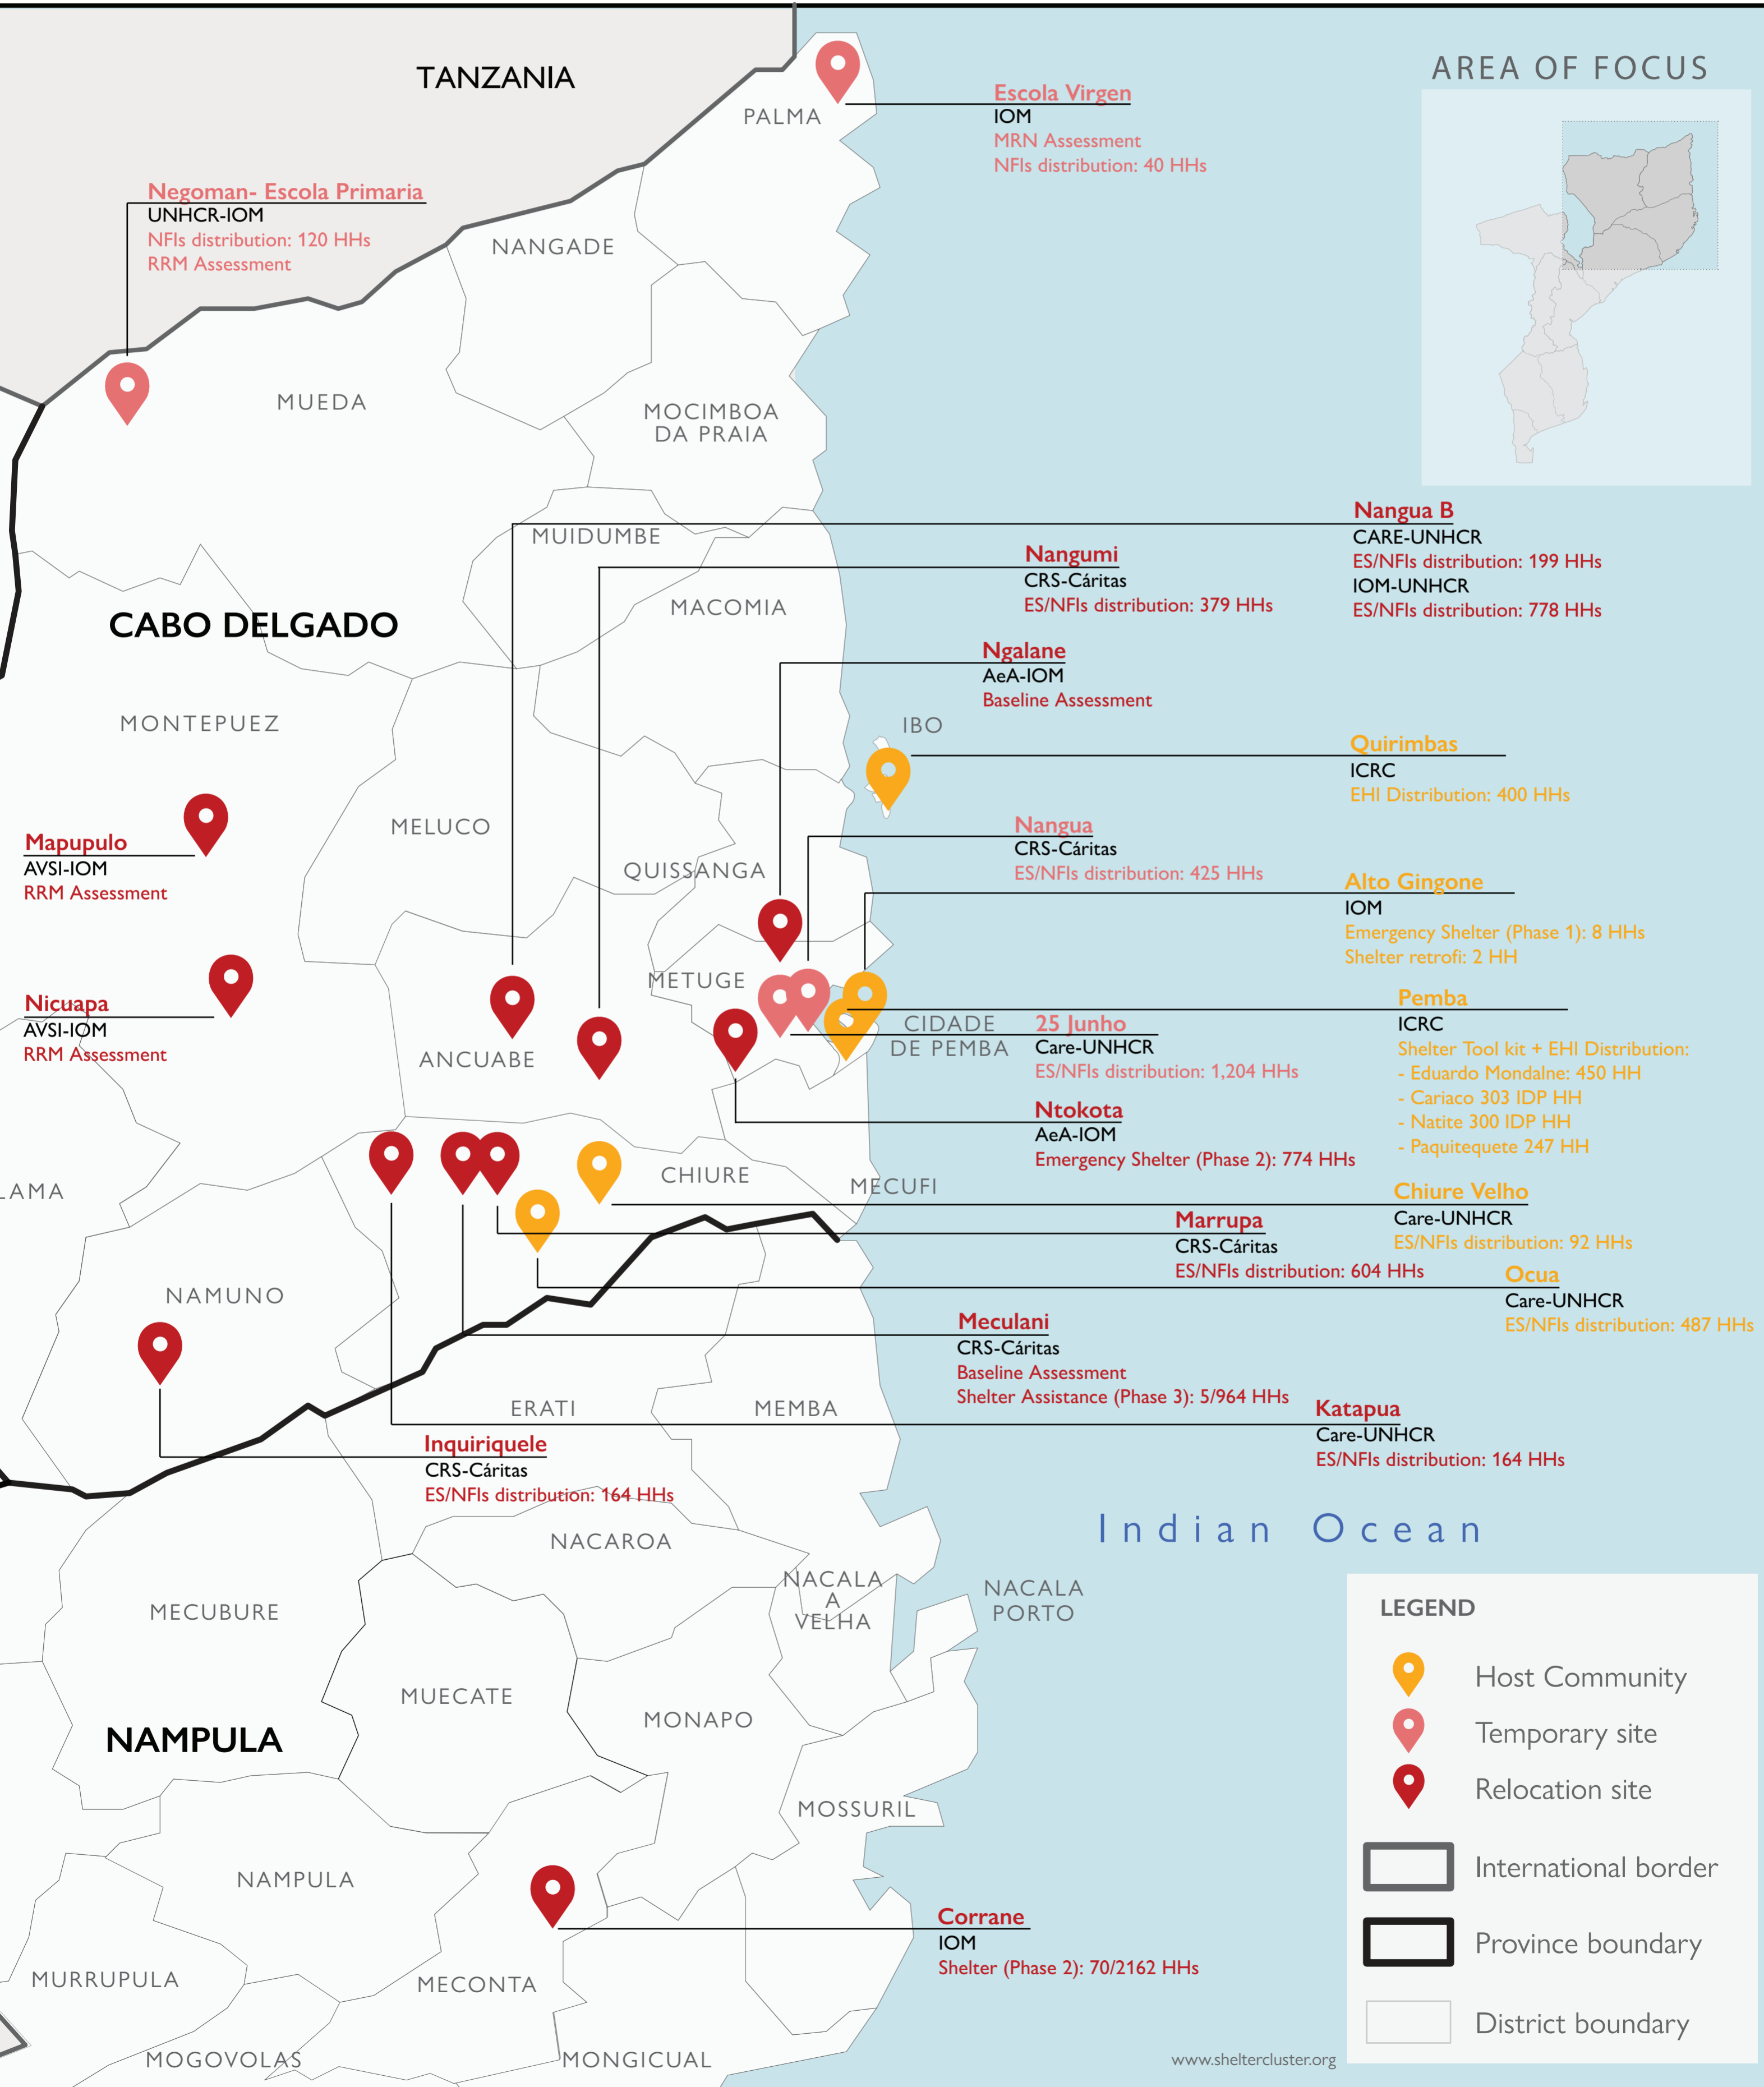 AREA OF FOCUS
TANZANIA
PALMA
Escola Virgen
IOM
MRN Assessment
NFIs distribution: 40 HHs
Negoman- Escola Primaria
UNHCR-IOM
NFIs distribution: 120 HHs
RRM Assessment
NANGADE
MUEDA
MOCIMBOA
DA PRAIA
MUIDUMBE
Nangua B
CARE-UNHCR
ES/NFIs distribution: 199 HHs
IOM-UNHCR
ES/NFIs distribution: 778 HHs
Nangumi
CRS-Cáritas
ES/NFIs distribution: 379 HHs
MACOMIA
CABO DELGADO
Ngalane
AeA-IOM
Baseline Assessment
MONTEPUEZ
IBO
Quirimbas
ICRC
EHI Distribution: 400 HHs
MELUCO
Nangua
CRS-Cáritas
ES/NFIs distribution: 425 HHs
Mapupulo
AVSI-IOM
RRM Assessment
QUISSANGA
Alto Gingone
IOM
Emergency Shelter (Phase 1): 8 HHs
Shelter retrofi: 2 HH
METUGE
Nicuapa
AVSI-IOM
RRM Assessment
Pemba
ICRC
Shelter Tool kit + EHI Distribution:
- Eduardo Mondalne: 450 HH
- Cariaco 303 IDP HH
- Natite 300 IDP HH
- Paquitequete 247 HH
CIDADE
DE PEMBA
25 Junho
Care-UNHCR
ES/NFIs distribution: 1,204 HHs
ANCUABE
Ntokota
AeA-IOM
Emergency Shelter (Phase 2): 774 HHs
CHIURE
MECUFI
LAMA
Chiure Velho
Care-UNHCR
ES/NFIs distribution: 92 HHs
Marrupa
CRS-Cáritas
ES/NFIs distribution: 604 HHs
Ocua
Care-UNHCR
ES/NFIs distribution: 487 HHs
NAMUNO
Meculani
CRS-Cáritas
Baseline Assessment
Shelter Assistance (Phase 3): 5/964 HHs
ERATI
MEMBA
Katapua
Care-UNHCR
ES/NFIs distribution: 164 HHs
Inquiriquele
CRS-Cáritas
ES/NFIs distribution: 164 HHs
Indian Ocean
NACAROA
NACALA
A
VELHA
NACALA
PORTO
MECUBURE
MUECATE
MONAPO
NAMPULA
MOSSURIL
NAMPULA
Corrane
IOM
Shelter (Phase 2): 70/2162 HHs
MURRUPULA
MECONTA
MOGOVOLAS
MONGICUAL
www.sheltercluster.org
LEGEND
Host Community
Temporary site
Relocation site
International border
Province boundary
District boundary